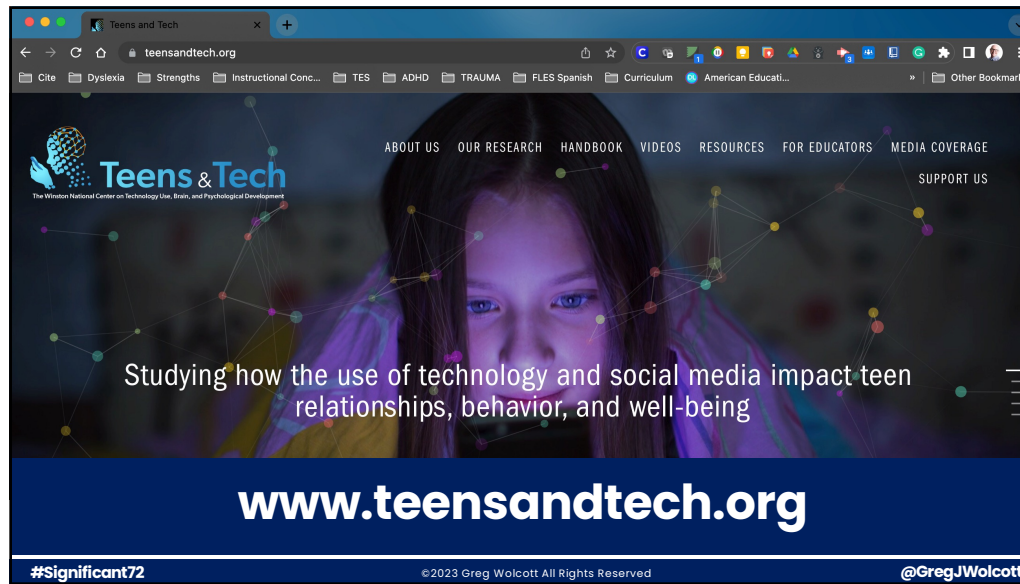 Teens and Tech
teensandtech.org
Cite Dyslexia Strengths Instructional Conc... TES ADHD TRAUMA FLES Spanish Curriculum American Educati... » Other Bookmark
Teens & Tech
The Winston National Center on Technology Use, Brain, and Psychological Development
ABOUT US OUR RESEARCH HANDBOOK VIDEOS RESOURCES FOR EDUCATORS MEDIA COVERAGE
SUPPORT US
Studying how the use of technology and social media impact teen
relationships, behavior, and well-being
www.teensandtech.org
#Significant72 ©2023 Greg Wolcott All Rights Reserved @GregJWolcott